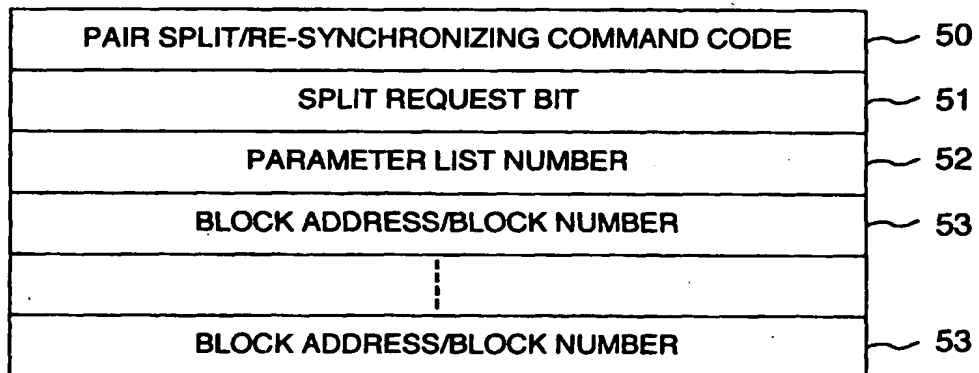 PAIR SPLIT/RE-SYNCHRONIZING COMMAND CODE 50
SPLIT REQUEST BIT 51
PARAMETER LIST NUMBER 52
BLOCK ADDRESS/BLOCK NUMBER 53
BLOCK ADDRESS/BLOCK NUMBER 53